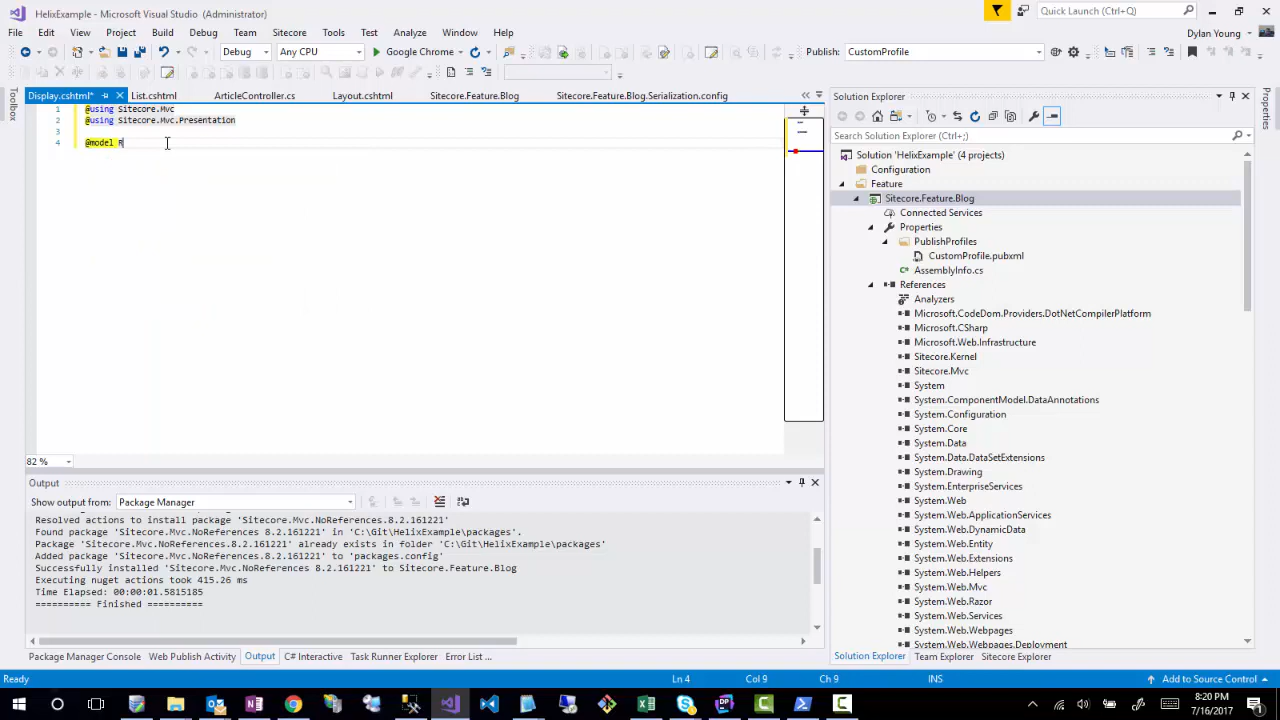 HelixExample - Microsoft Visual Studio (Administrator)
Quick Launch (Ctrl+Q)
File Edit View Project Build Debug Team Sitecore Tools Test Analyze Window Help
Dylan Young
Debug Any CPU Google Chrome Publish: CustomProfile
Toolbox
Display.cshtml* List.cshtml ArticleController.cs Layout.cshtml Sitecore.Feature.Blog Sitecore.Feature.Blog.Serialization.config
1 @using Sitecore.Mvc
2 @using Sitecore.Mvc.Presentation
3
4 @model R
82 %
Output
Show output from: Package Manager
Resolved actions to install package 'Sitecore.Mvc.NoReferences.8.2.161221'
Found package 'Sitecore.Mvc.NoReferences 8.2.161221' in 'C:\Git\HelixExample\packages'.
Package 'Sitecore.Mvc.NoReferences.8.2.161221' already exists in folder 'C:\Git\HelixExample\packages'
Added package 'Sitecore.Mvc.NoReferences.8.2.161221' to 'packages.config'
Successfully installed 'Sitecore.Mvc.NoReferences 8.2.161221' to Sitecore.Feature.Blog
Executing nuget actions took 415.26 ms
Time Elapsed: 00:00:01.5815185
========== Finished ==========
Package Manager Console Web Publish Activity Output C# Interactive Task Runner Explorer Error List ...
Solution Explorer
Search Solution Explorer (Ctrl+;)
Solution 'HelixExample' (4 projects)
Configuration
Feature
Sitecore.Feature.Blog
Connected Services
Properties
PublishProfiles
CustomProfile.pubxml
AssemblyInfo.cs
References
Analyzers
Microsoft.CodeDom.Providers.DotNetCompilerPlatform
Microsoft.CSharp
Microsoft.Web.Infrastructure
Sitecore.Kernel
Sitecore.Mvc
System
System.ComponentModel.DataAnnotations
System.Configuration
System.Core
System.Data
System.Data.DataSetExtensions
System.Drawing
System.EnterpriseServices
System.Web
System.Web.ApplicationServices
System.Web.DynamicData
System.Web.Entity
System.Web.Extensions
System.Web.Helpers
System.Web.Mvc
System.Web.Razor
System.Web.Services
System.Web.Webpages
System.Web.Webpages.Deployment
Solution Explorer Team Explorer Sitecore Explorer
Properties
Ready Ln 4 Col 9 Ch 9 INS Add to Source Control
8:20 PM
7/16/2017